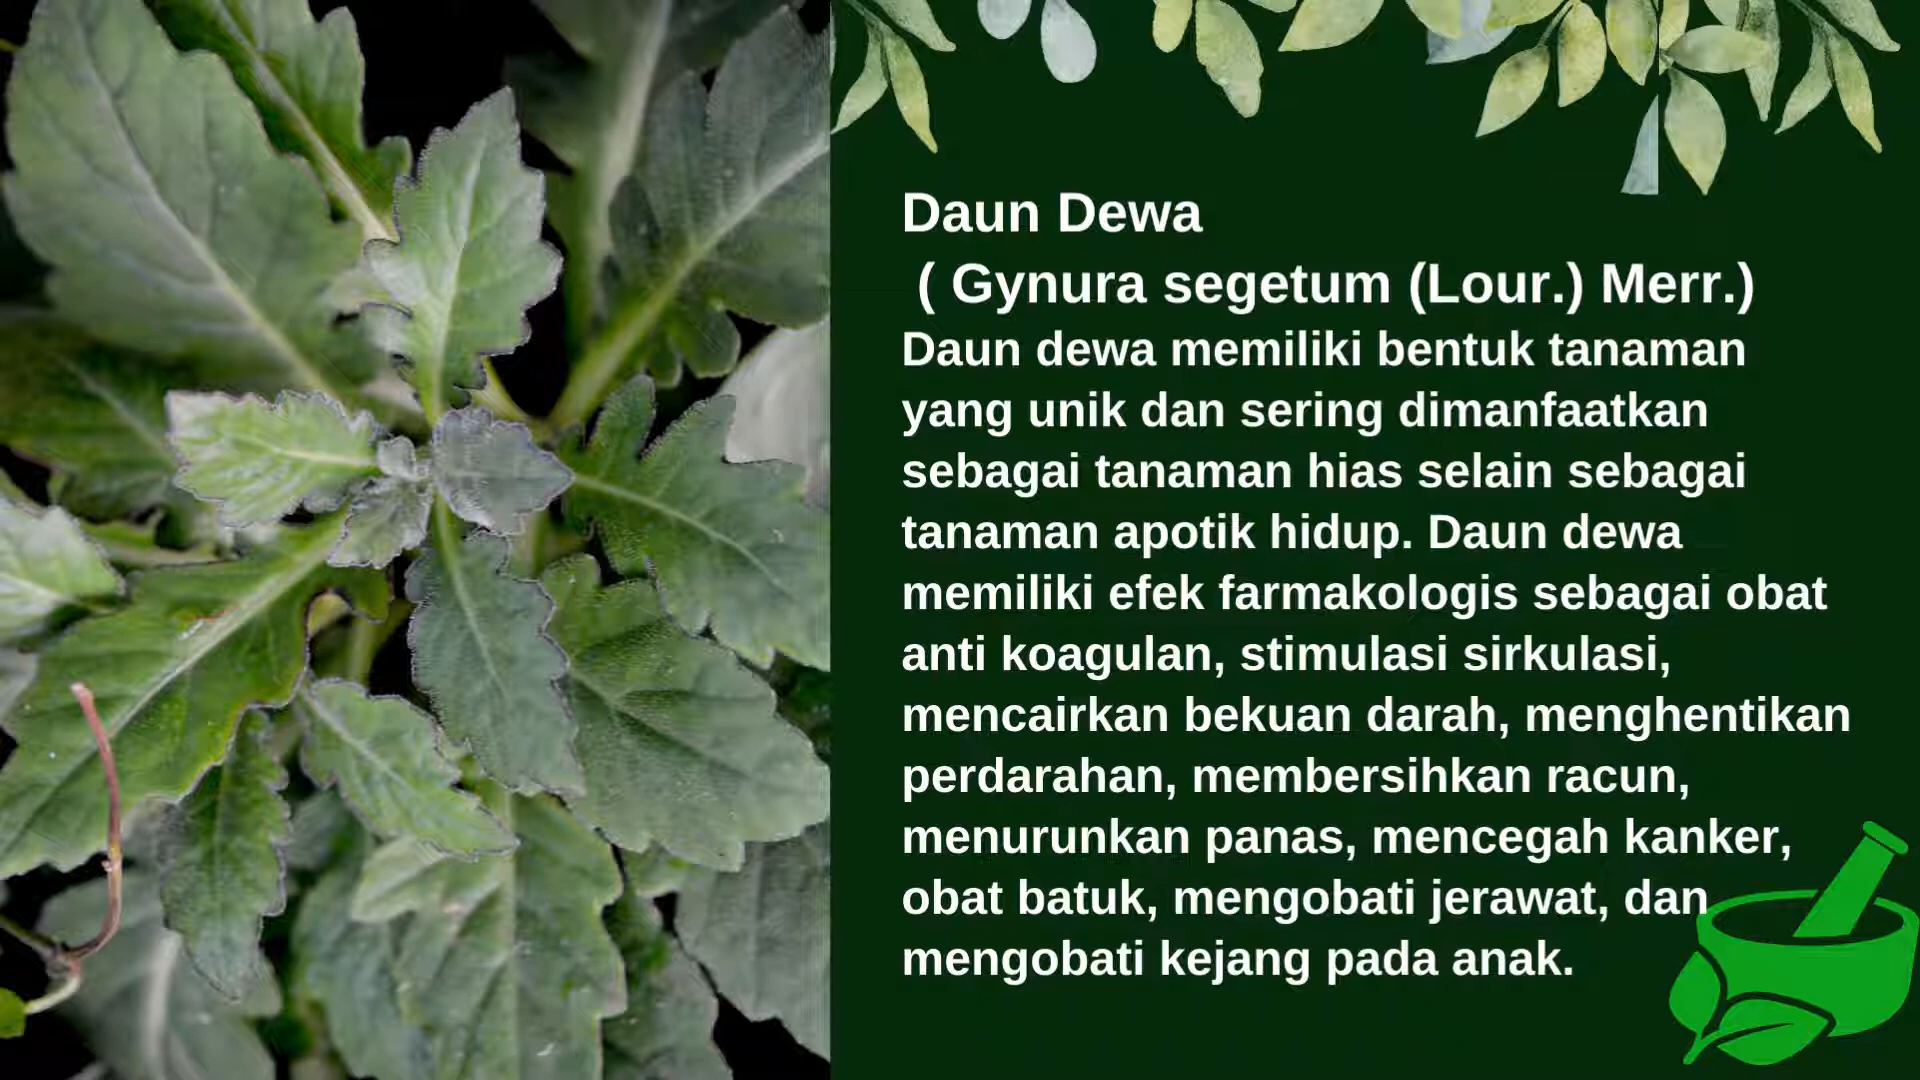 Daun Dewa
( Gynura segetum (Lour.) Merr.)
Daun dewa memiliki bentuk tanaman
yang unik dan sering dimanfaatkan
sebagai tanaman hias selain sebagai
tanaman apotik hidup. Daun dewa
memiliki efek farmakologis sebagai obat
anti koagulan, stimulasi sirkulasi,
mencairkan bekuan darah, menghentikan
perdarahan, membersihkan racun,
menurunkan panas, mencegah kanker,
obat batuk, mengobati jerawat, dan
mengobati kejang pada anak.